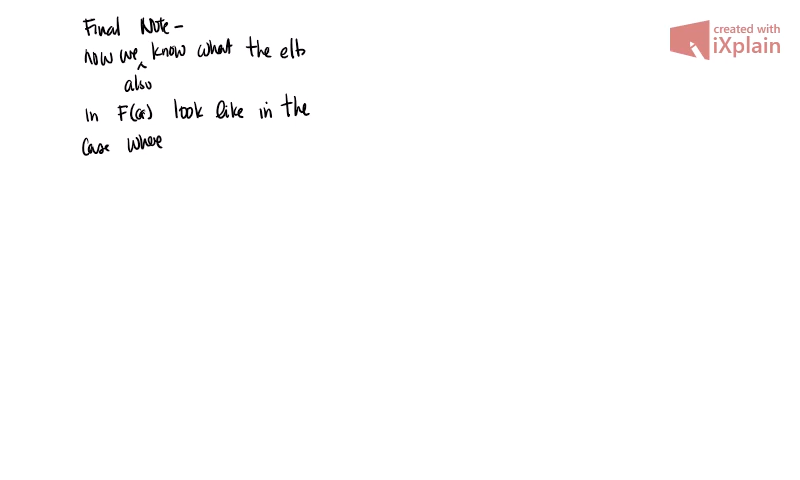 Final Note -
now we ^ know what the elts
also
in F(α) look like in the
case where
created with
iXplain